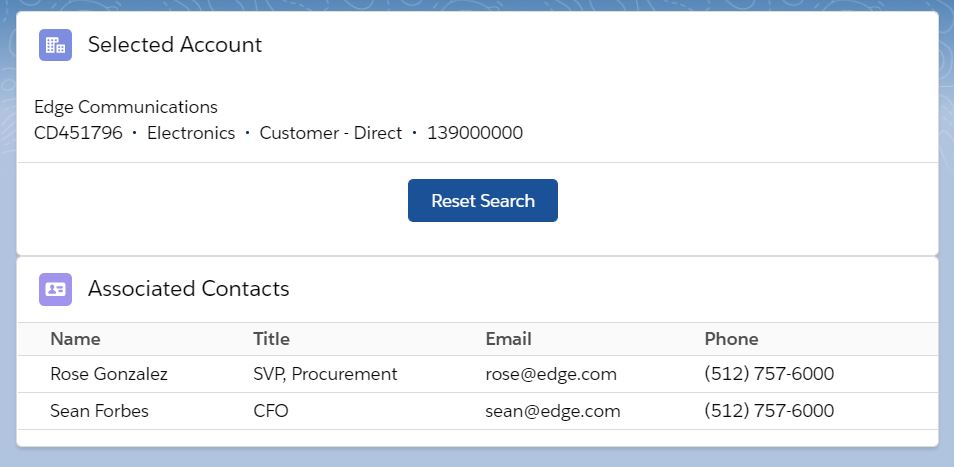 Selected Account
Edge Communications
CD451796 • Electronics • Customer - Direct • 139000000
Reset Search
Associated Contacts
Name Title Email Phone
Rose Gonzalez SVP, Procurement rose@edge.com (512) 757-6000
Sean Forbes CFO sean@edge.com (512) 757-6000